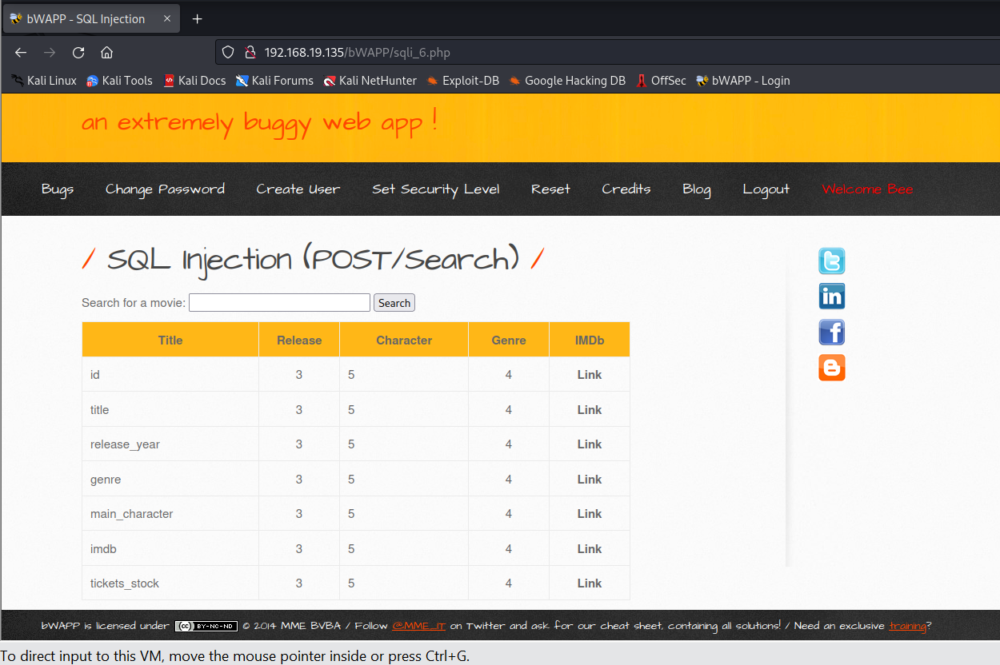 bWAPP - SQL Injection
192.168.19.135/bWAPP/sqli_6.php
Kali Linux Kali Tools Kali Docs Kali Forums Kali NetHunter Exploit-DB Google Hacking DB OffSec bWAPP - Login
an extremely buggy web app !
Bugs Change Password Create User Set Security Level Reset Credits Blog Logout Welcome Bee
/ SQL Injection (POST/Search) /
Search for a movie: Search
Title Release Character Genre IMDb
id 3 5 4 Link
title 3 5 4 Link
release_year 3 5 4 Link
genre 3 5 4 Link
main_character 3 5 4 Link
imdb 3 5 4 Link
tickets_stock 3 5 4 Link
bWAPP is licensed under (cc) BY-NC-ND © 2014 MME BVBA / Follow @MME_IT on Twitter and ask for our cheat sheet, containing all solutions! / Need an exclusive training?
To direct input to this VM, move the mouse pointer inside or press Ctrl+G.